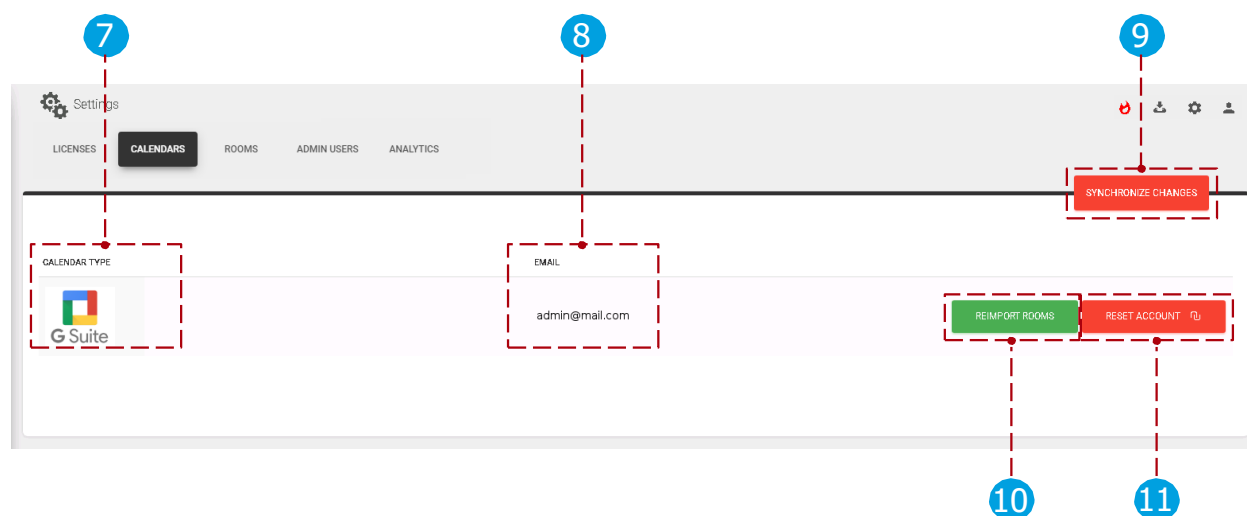 7
8
9
Settings
LICENSES
CALENDARS
ROOMS
ADMIN USERS
ANALYTICS
SYNCHRONIZE CHANGES
CALENDAR TYPE
EMAIL
G Suite
admin@mail.com
REIMPORT ROOMS
RESET ACCOUNT
10
11